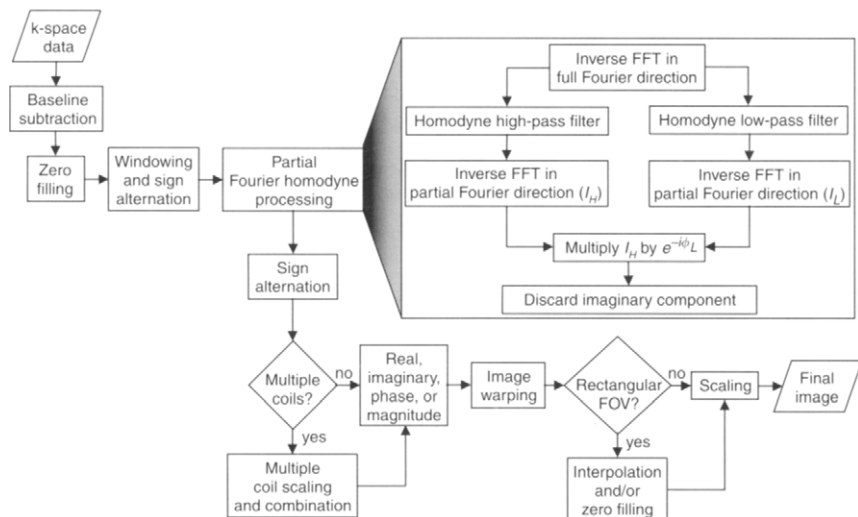 k-space
data
Baseline
subtraction
Zero
filling
Windowing
and sign
alternation
Partial
Fourier homodyne
processing
Inverse FFT in
full Fourier direction
Homodyne high-pass filter
Homodyne low-pass filter
Inverse FFT in
partial Fourier direction (I_H)
Inverse FFT in
partial Fourier direction (I_L)
Multiply I_H by e^{-iϕ}L
Discard imaginary component
Sign
alternation
Multiple
coils?
no
yes
Multiple
coil scaling
and combination
Real,
imaginary,
phase, or
magnitude
Image
warping
Rectangular
FOV?
no
yes
Interpolation
and/or
zero filling
Scaling
Final
image